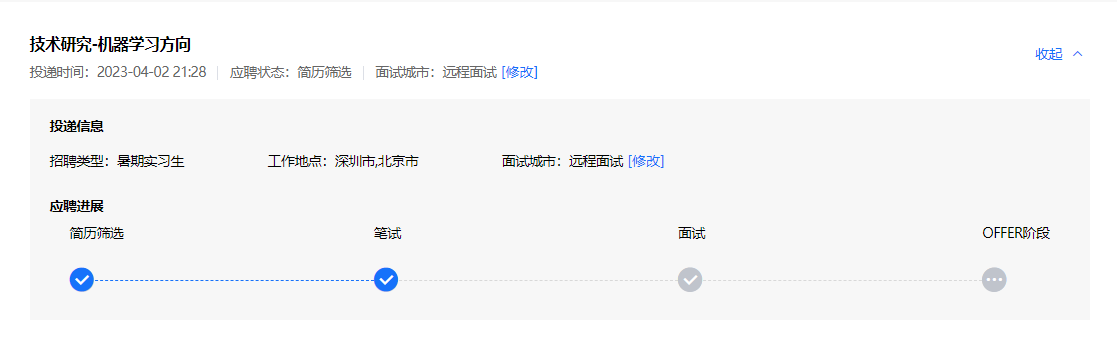 技术研究-机器学习方向
收起
投递时间：2023-04-02 21:28 应聘状态：简历筛选 面试城市：远程面试 [修改]
投递信息
招聘类型：暑期实习生 工作地点：深圳市,北京市 面试城市：远程面试 [修改]
应聘进展
简历筛选 笔试 面试 OFFER阶段